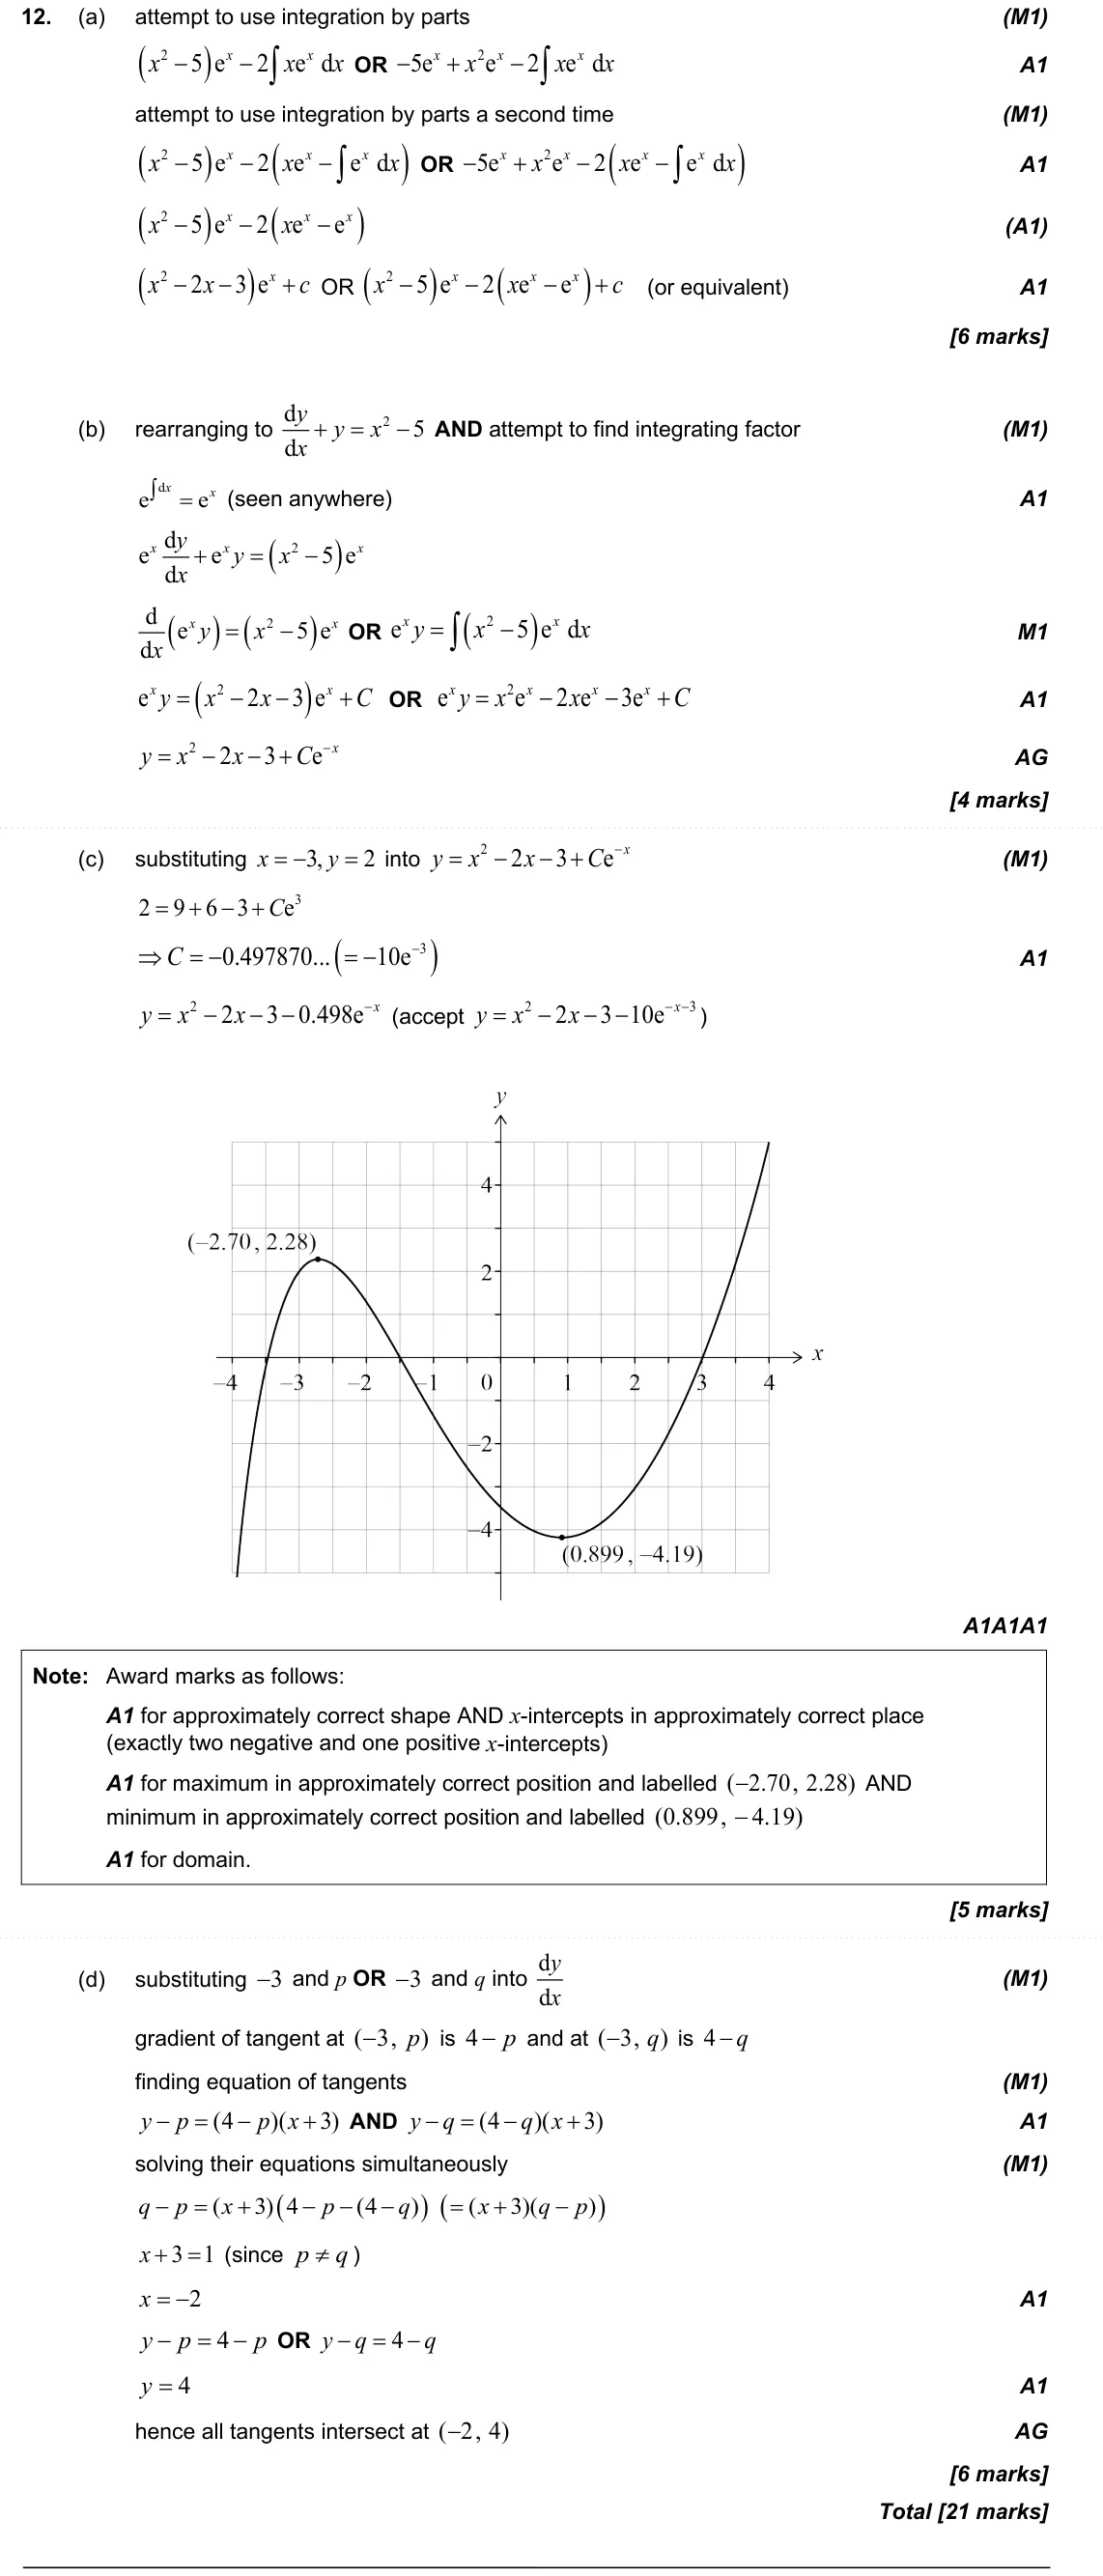 12. (a) attempt to use integration by parts (M1)
(x² − 5)eˣ − 2∫xeˣ dx OR −5eˣ + x²eˣ − 2∫xeˣ dx A1
attempt to use integration by parts a second time (M1)
(x² − 5)eˣ − 2(xeˣ − ∫eˣ dx) OR −5eˣ + x²eˣ − 2(xeˣ − ∫eˣ dx) A1
(x² − 5)eˣ − 2(xeˣ − eˣ) (A1)
(x² − 2x − 3)eˣ + c OR (x² − 5)eˣ − 2(xeˣ − eˣ) + c (or equivalent) A1
[6 marks]
(b) rearranging to dy/dx + y = x² − 5 AND attempt to find integrating factor (M1)
e^∫dx = eˣ (seen anywhere) A1
eˣ dy/dx + eˣy = (x² − 5)eˣ
d/dx(eˣy) = (x² − 5)eˣ OR eˣy = ∫(x² − 5)eˣ dx M1
eˣy = (x² − 2x − 3)eˣ + C OR eˣy = x²eˣ − 2xeˣ − 3eˣ + C A1
y = x² − 2x − 3 + Ce⁻ˣ AG
[4 marks]
(c) substituting x = −3, y = 2 into y = x² − 2x − 3 + Ce⁻ˣ (M1)
2 = 9 + 6 − 3 + Ce³
⇒ C = −0.497870... (= −10e⁻³) A1
y = x² − 2x − 3 − 0.498e⁻ˣ (accept y = x² − 2x − 3 − 10e⁻ˣ⁻³)
y
4
(−2.70, 2.28)
2
x
−4 −3 −2 −1 0 1 2 3 4
−2
−4
(0.899, −4.19)
A1A1A1
Note: Award marks as follows:
A1 for approximately correct shape AND x-intercepts in approximately correct place
(exactly two negative and one positive x-intercepts)
A1 for maximum in approximately correct position and labelled (−2.70, 2.28) AND
minimum in approximately correct position and labelled (0.899, −4.19)
A1 for domain.
[5 marks]
(d) substituting −3 and p OR −3 and q into dy/dx (M1)
gradient of tangent at (−3, p) is 4 − p and at (−3, q) is 4 − q
finding equation of tangents (M1)
y − p = (4 − p)(x + 3) AND y − q = (4 − q)(x + 3) A1
solving their equations simultaneously (M1)
q − p = (x + 3)(4 − p − (4 − q)) (= (x + 3)(q − p))
x + 3 = 1 (since p ≠ q)
x = −2 A1
y − p = 4 − p OR y − q = 4 − q
y = 4 A1
hence all tangents intersect at (−2, 4) AG
[6 marks]
Total [21 marks]